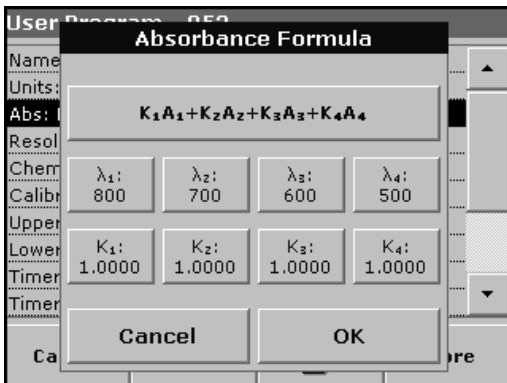 User Program 952
Absorbance Formula
Name
Units:
Abs:
Resol
Chem
Calibr
Upper
Lower
Timer
Timer
K₁A₁+K₂A₂+K₃A₃+K₄A₄
λ₁: λ₂: λ₃: λ₄:
800 700 600 500
K₁: K₂: K₃: K₄:
1.0000 1.0000 1.0000 1.0000
Cancel OK
Ca ore